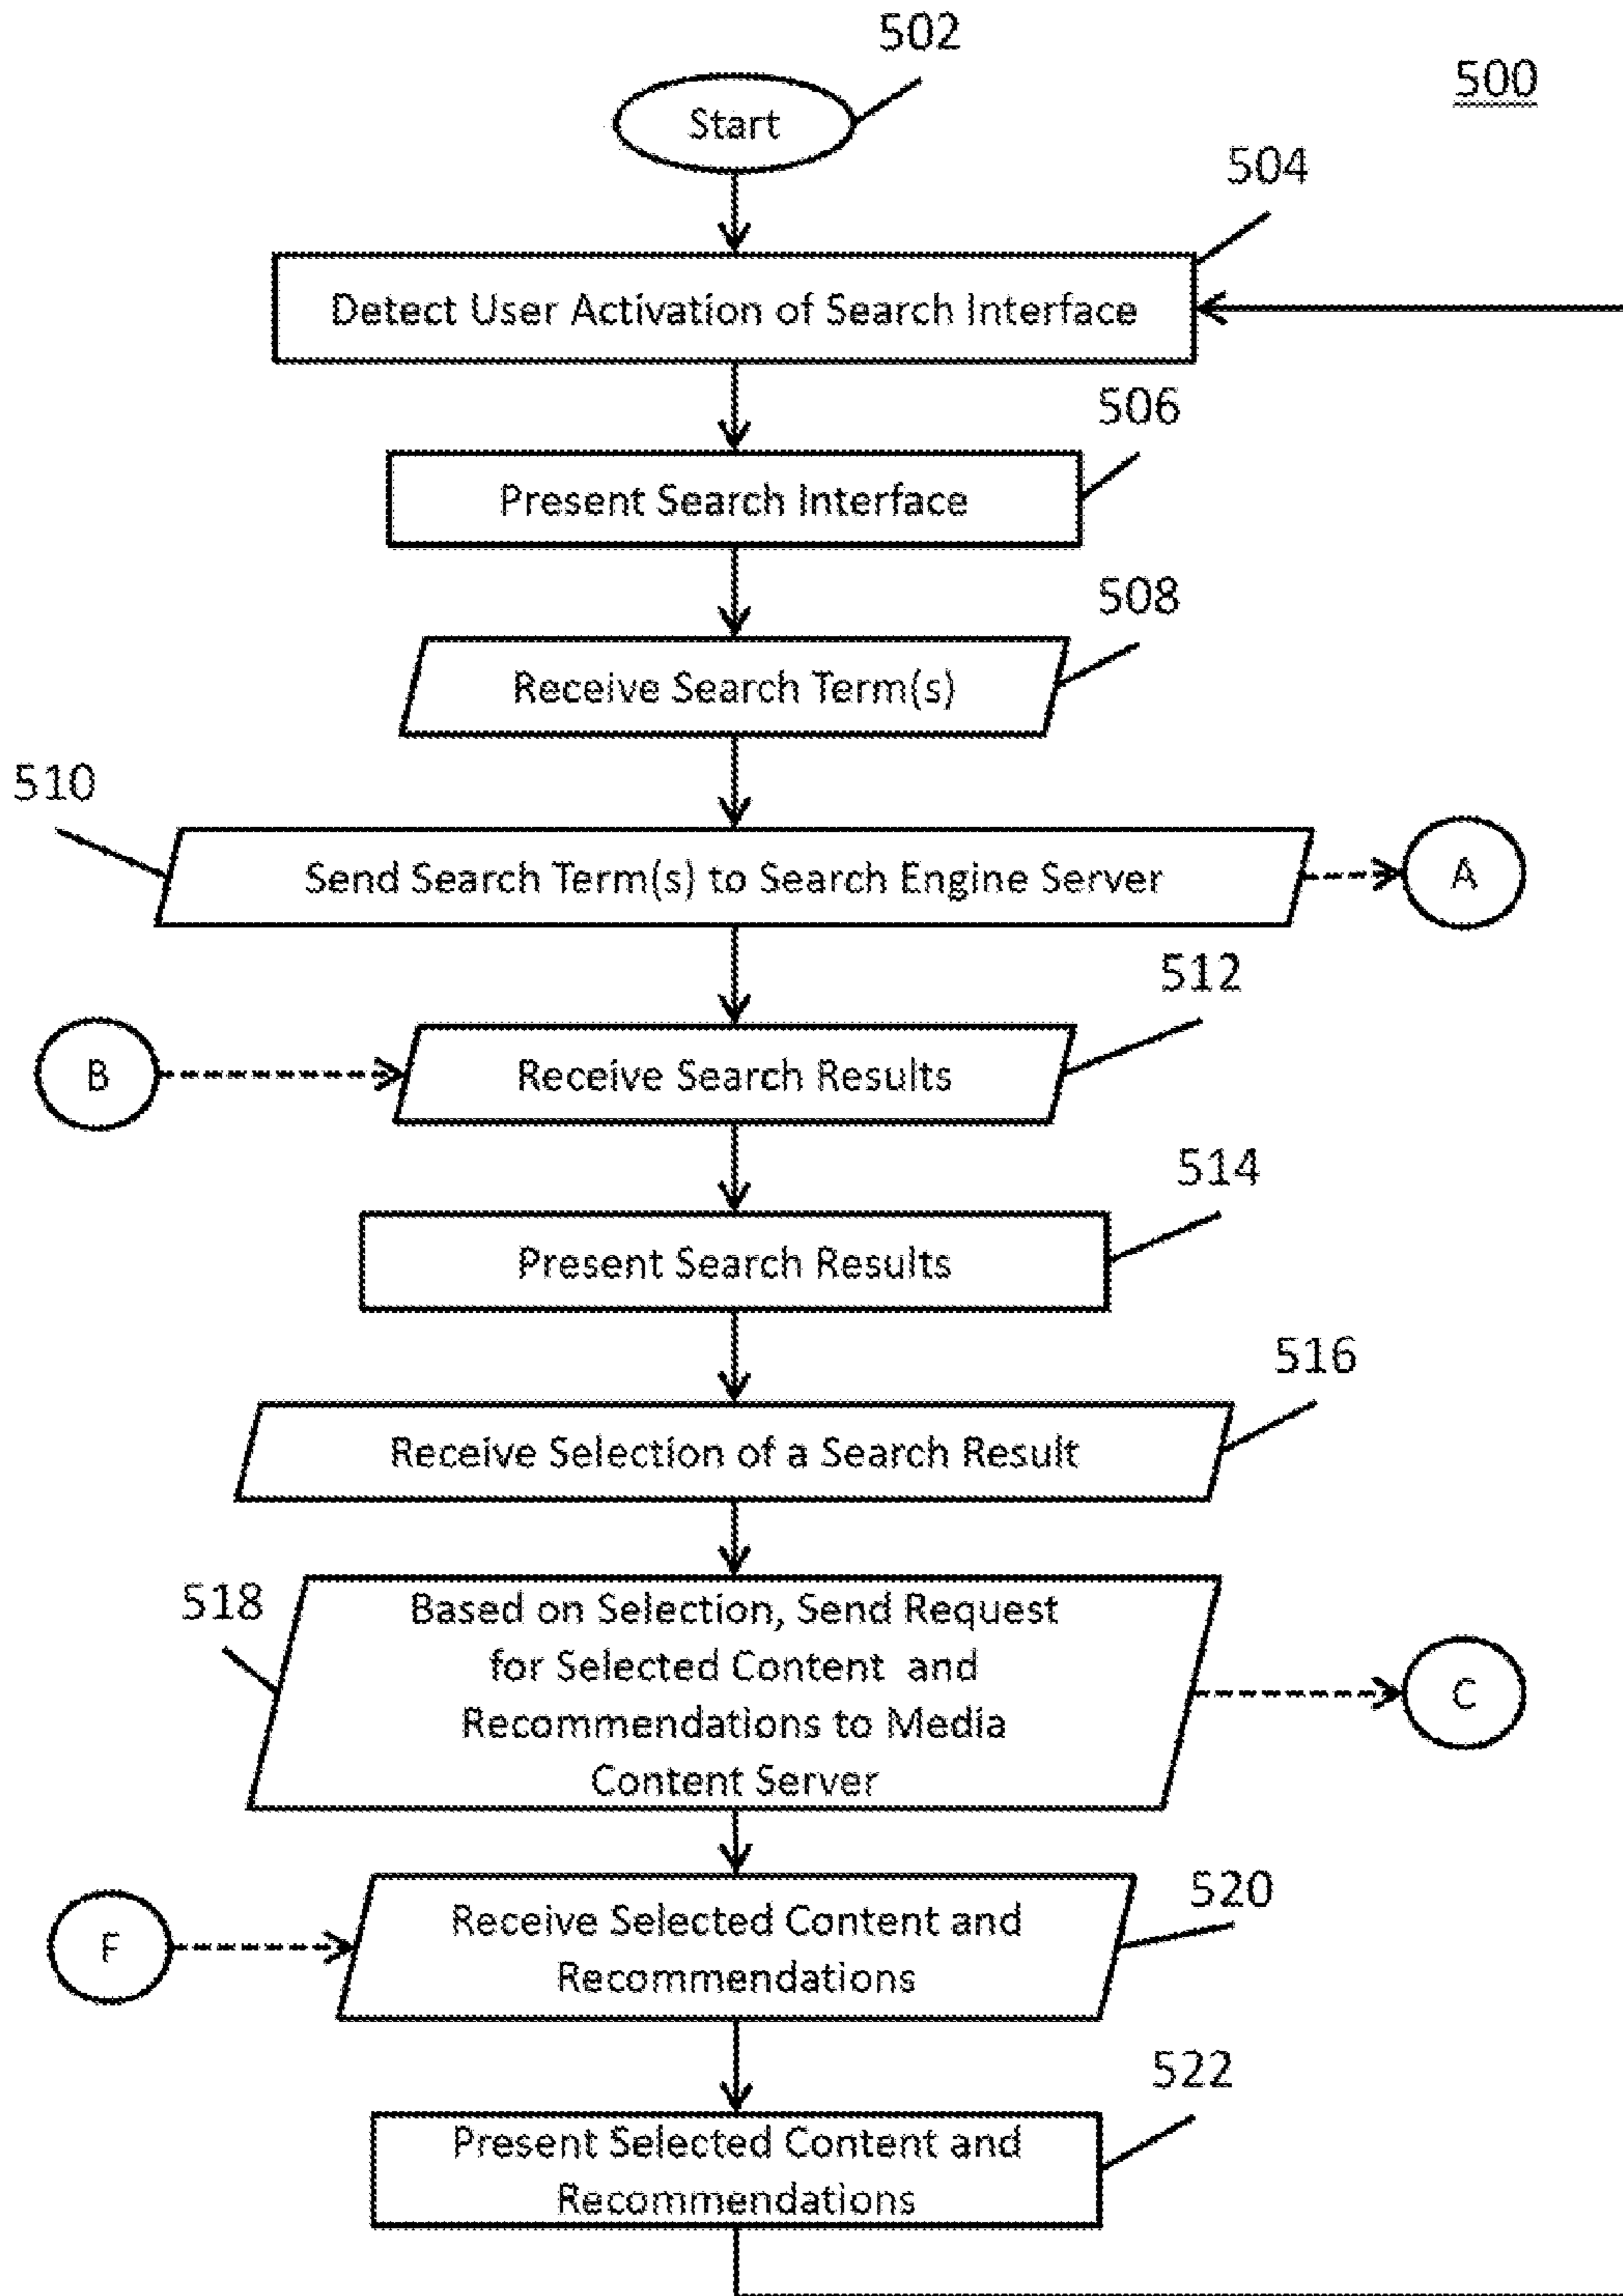 502
500
Start
504
Detect User Activation of Search Interface
506
Present Search Interface
508
Receive Search Term(s)
510
Send Search Term(s) to Search Engine Server
A
512
B
Receive Search Results
514
Present Search Results
516
Receive Selection of a Search Result
518
Based on Selection, Send Request
for Selected Content and
Recommendations to Media
Content Server
C
520
F
Receive Selected Content and
Recommendations
522
Present Selected Content and
Recommendations